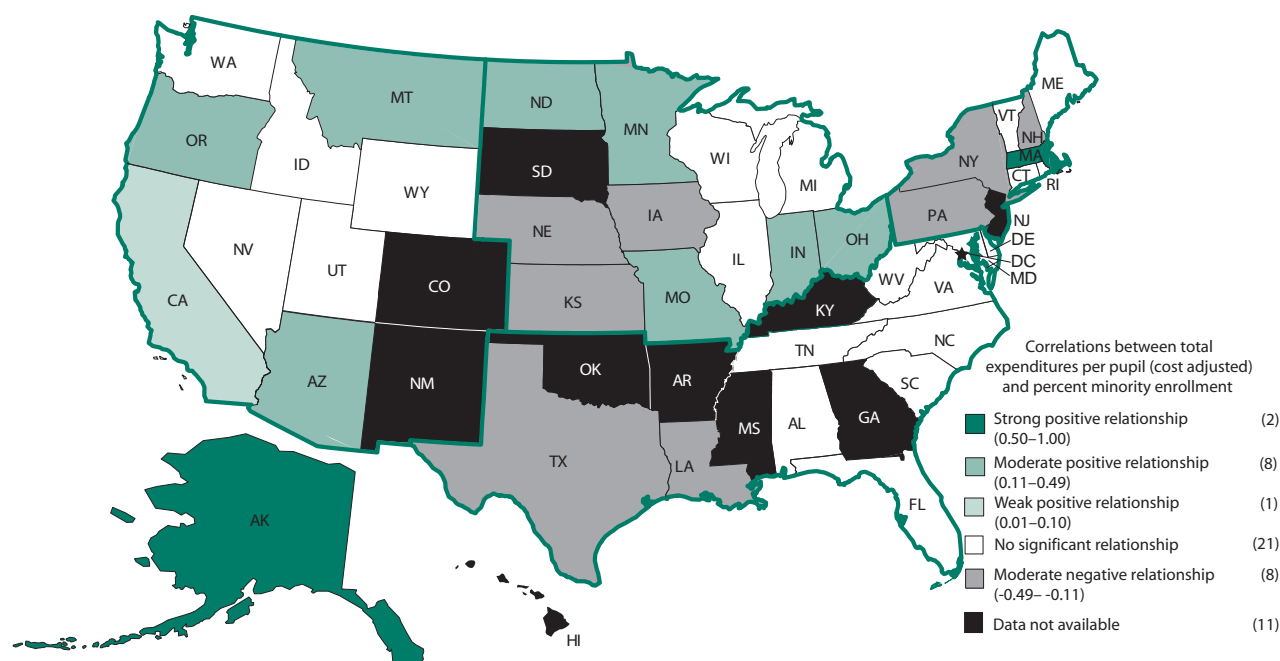 WA
MT
ND
MN
ME
VT
NH
OR
ID
WY
SD
WI
MI
NY
MA
CT
RI
NV
UT
CO
NE
IA
IL
IN
OH
PA
NJ
DE
DC
MD
CA
KS
MO
KY
WV
VA
AZ
NM
OK
AR
TN
NC
SC
MS
AL
GA
TX
LA
FL
AK
HI
Correlations between total
expenditures per pupil (cost adjusted)
and percent minority enrollment
Strong positive relationship (2)
(0.50–1.00)
Moderate positive relationship (8)
(0.11–0.49)
Weak positive relationship (1)
(0.01–0.10)
No significant relationship (21)
Moderate negative relationship (8)
(-0.49– -0.11)
Data not available (11)